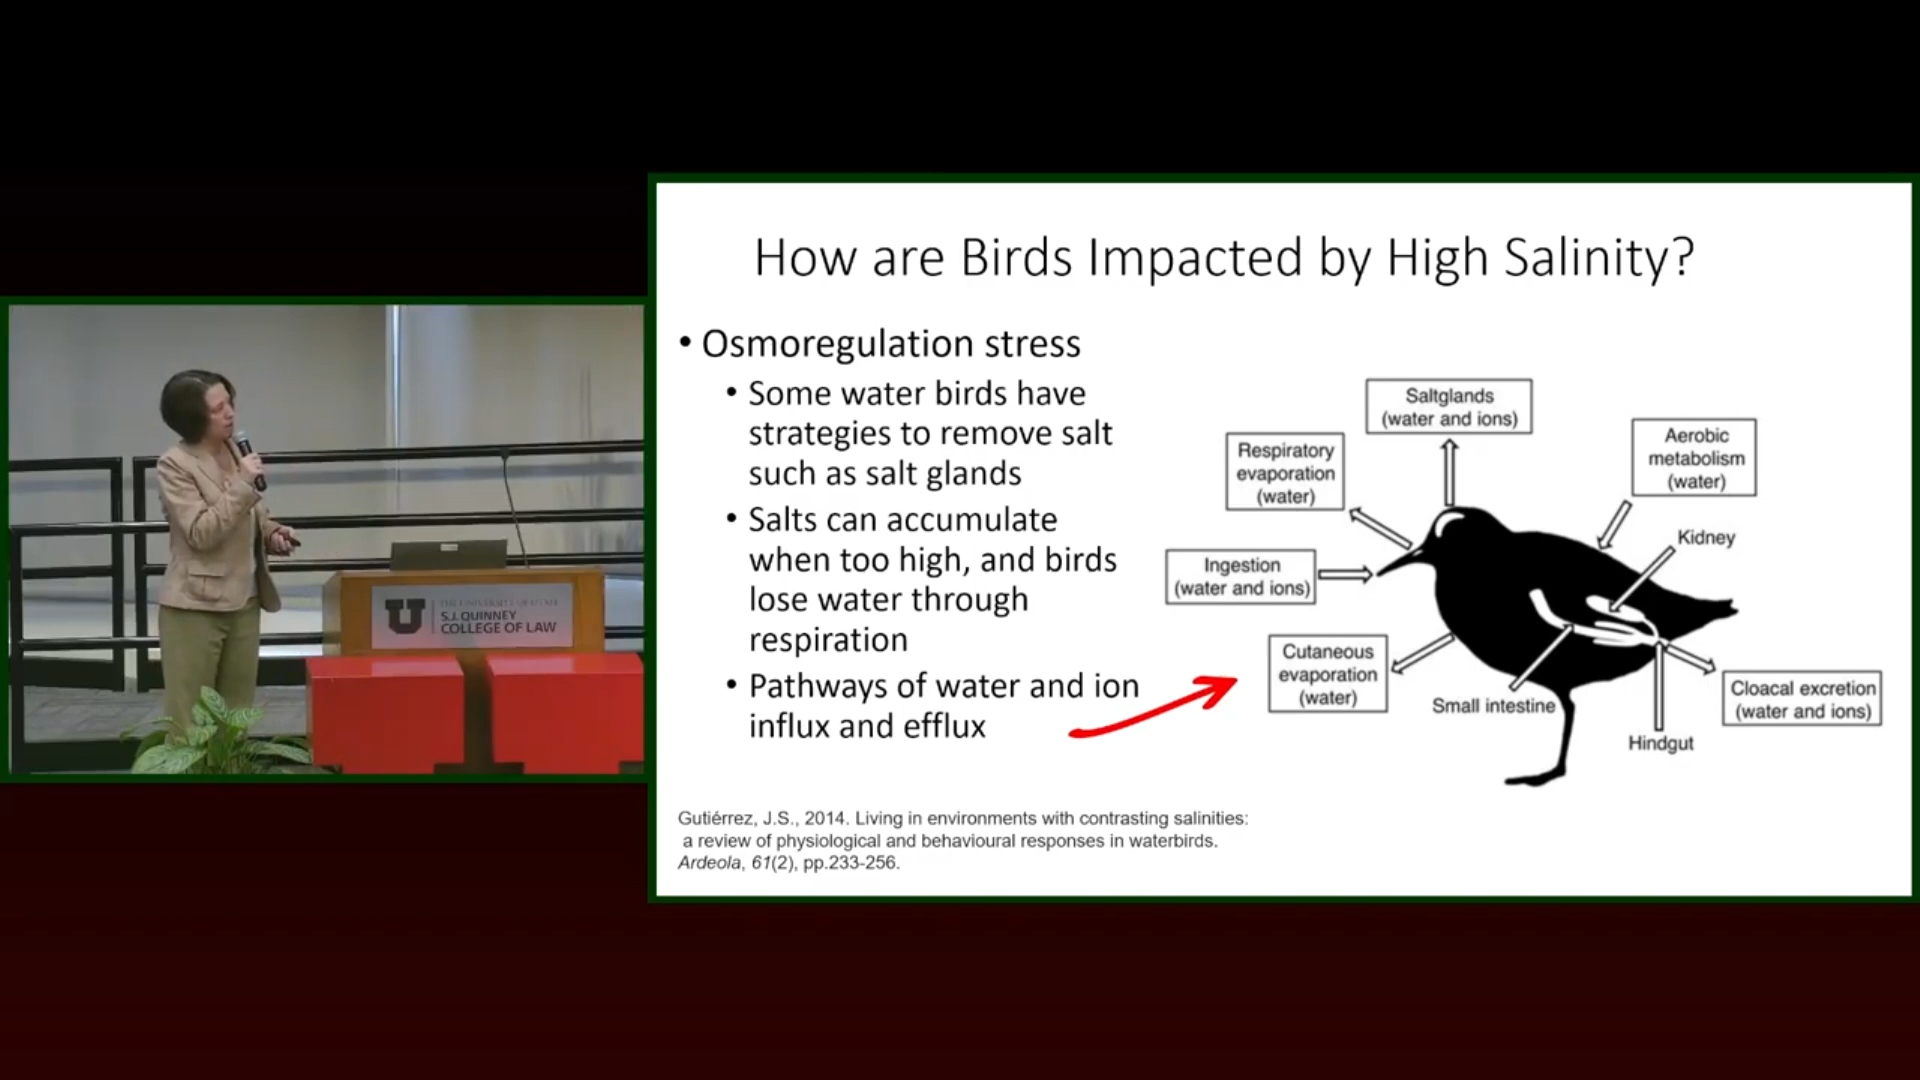 How are Birds Impacted by High Salinity?
• Osmoregulation stress
• Some water birds have
strategies to remove salt
such as salt glands
• Salts can accumulate
when too high, and birds
lose water through
respiration
• Pathways of water and ion
influx and efflux
Saltglands
(water and ions)
Respiratory
evaporation
(water)
Aerobic
metabolism
(water)
Kidney
Ingestion
(water and ions)
Cutaneous
evaporation
(water)
Small intestine
Cloacal excretion
(water and ions)
Hindgut
Gutiérrez, J.S., 2014. Living in environments with contrasting salinities:
a review of physiological and behavioural responses in waterbirds.
Ardeola, 61(2), pp.233-256.
U
THE UNIVERSITY OF UTAH
S.J. QUINNEY
COLLEGE OF LAW